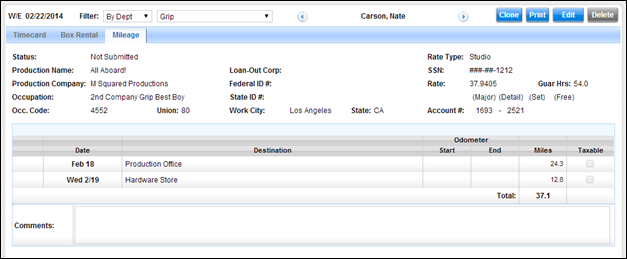 W/E 02/22/2014 Filter: By Dept Grip Carson, Nate Clone Print Edit Delete
Timecard Box Rental Mileage
Status: Not Submitted Rate Type: Studio
Production Name: All Aboard! Loan-Out Corp: SSN: ###-##-1212
Production Company: M Squared Productions Federal ID#: Rate: 37.9405 Guar Hrs: 54.0
Occupation: 2nd Company Grip Best Boy State ID #: (Major) (Detail) (Set) (Free)
Occ. Code: 4552 Union: 80 Work City: Los Angeles State: CA Account #: 1693 - 2521
Odometer
Date Destination Start End Miles Taxable
Feb 18 Production Office 24.3
Wed 2/19 Hardware Store 12.8
Total: 37.1
Comments: